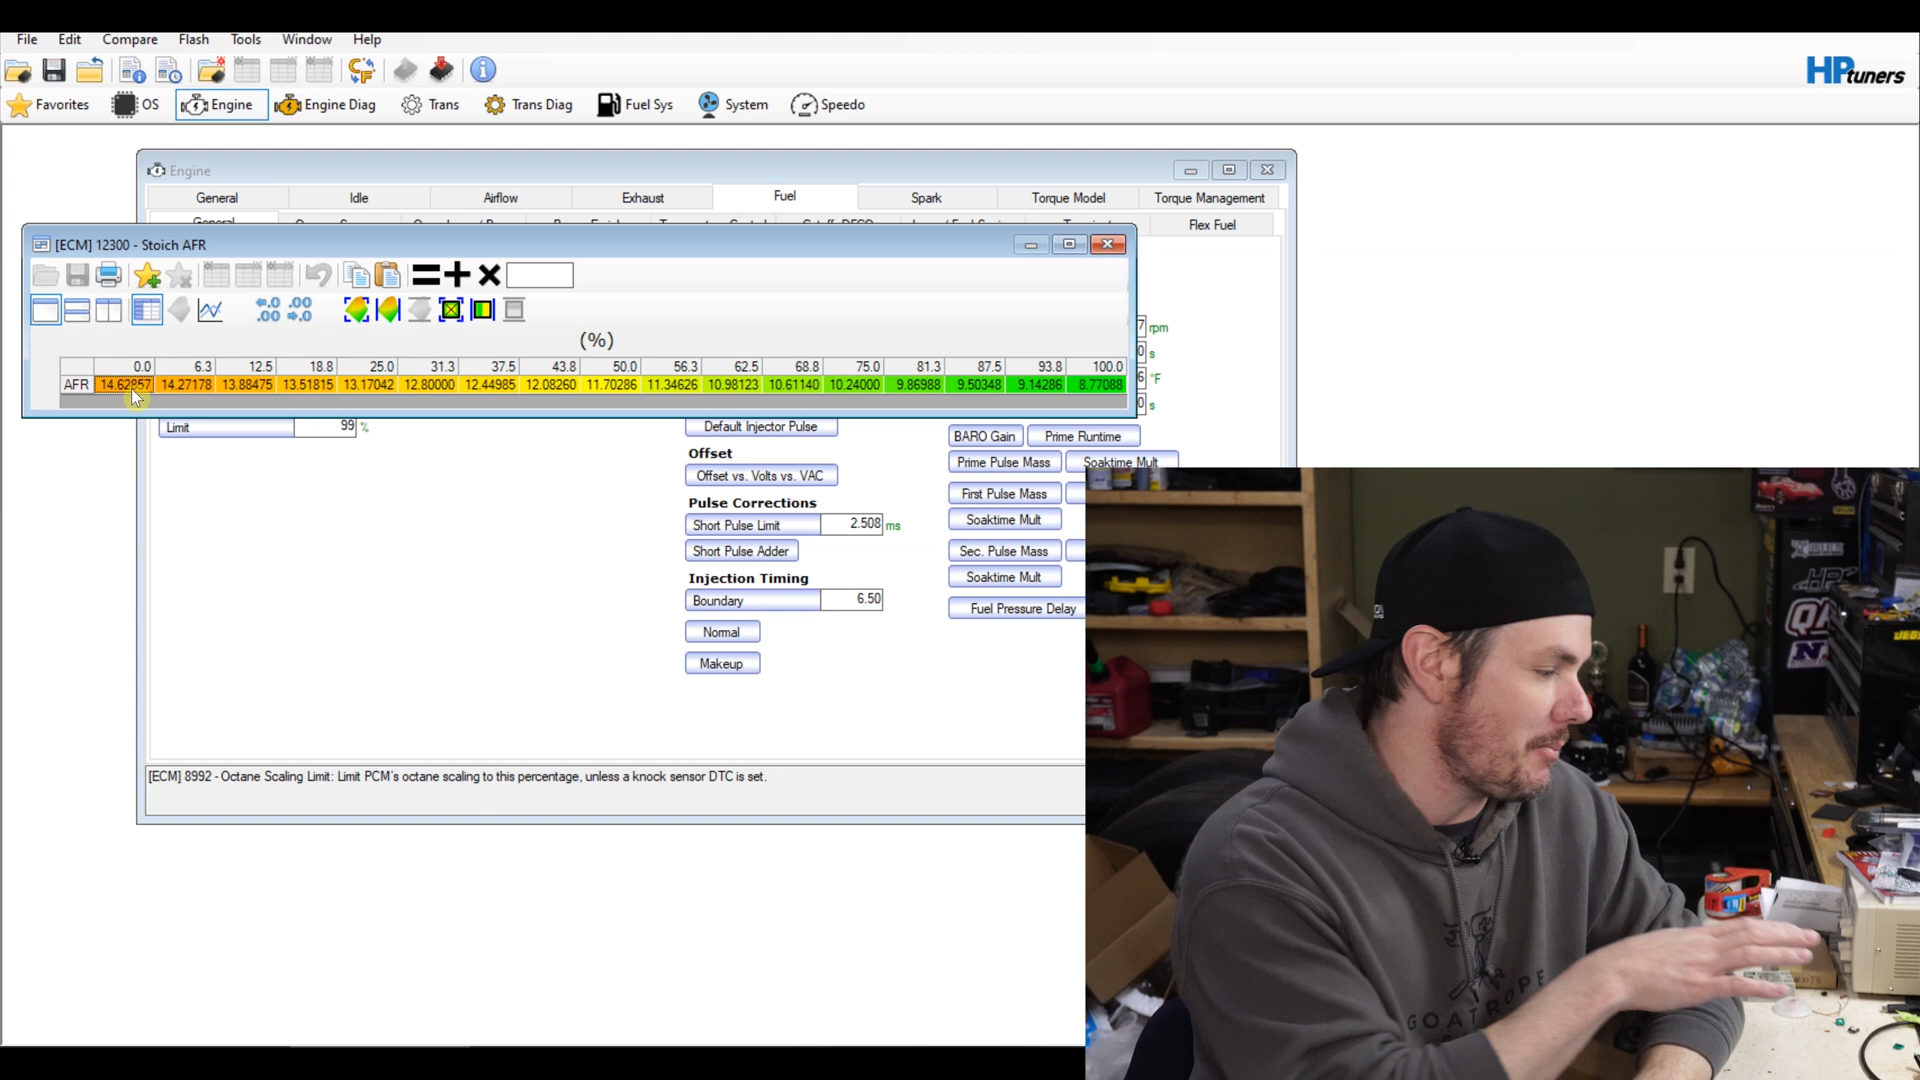 File Edit Compare Flash Tools Window Help
HPtuners
Favorites OS Engine Engine Diag Trans Trans Diag Fuel Sys System Speedo
Engine
General Idle Airflow Exhaust Fuel Spark Torque Model Torque Management
General
Flex Fuel
[ECM] 12300 - Stoich AFR
(%)
0.0 6.3 12.5 18.8 25.0 31.3 37.5 43.8 50.0 56.3 62.5 68.8 75.0 81.3 87.5 93.8 100.0
AFR 14.62857 14.27178 13.88475 13.51815 13.17042 12.80000 12.44985 12.08260 11.70286 11.34626 10.98123 10.61140 10.24000 9.86988 9.50348 9.14286 8.77088
7 rpm
0 s
6 °F
0 s
Limit 99 %
Default Injector Pulse
BARO Gain Prime Runtime
Offset
Offset vs. Volts vs. VAC
Prime Pulse Mass Soaktime Mult
Pulse Corrections
First Pulse Mass
Short Pulse Limit 2.508 ms
Soaktime Mult
Short Pulse Adder
Sec. Pulse Mass
Injection Timing
Soaktime Mult
Boundary 6.50
Fuel Pressure Delay
Normal
Makeup
[ECM] 8992 - Octane Scaling Limit: Limit PCM's octane scaling to this percentage, unless a knock sensor DTC is set.
GOATROPE